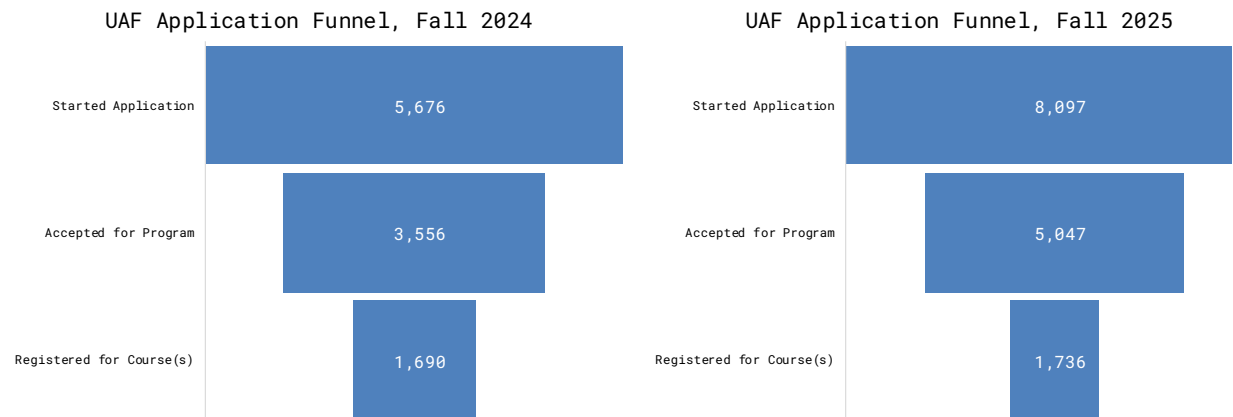 UAF Application Funnel, Fall 2024
Started Application
5,676
Accepted for Program
3,556
Registered for Course(s)
1,690
UAF Application Funnel, Fall 2025
Started Application
8,097
Accepted for Program
5,047
Registered for Course(s)
1,736